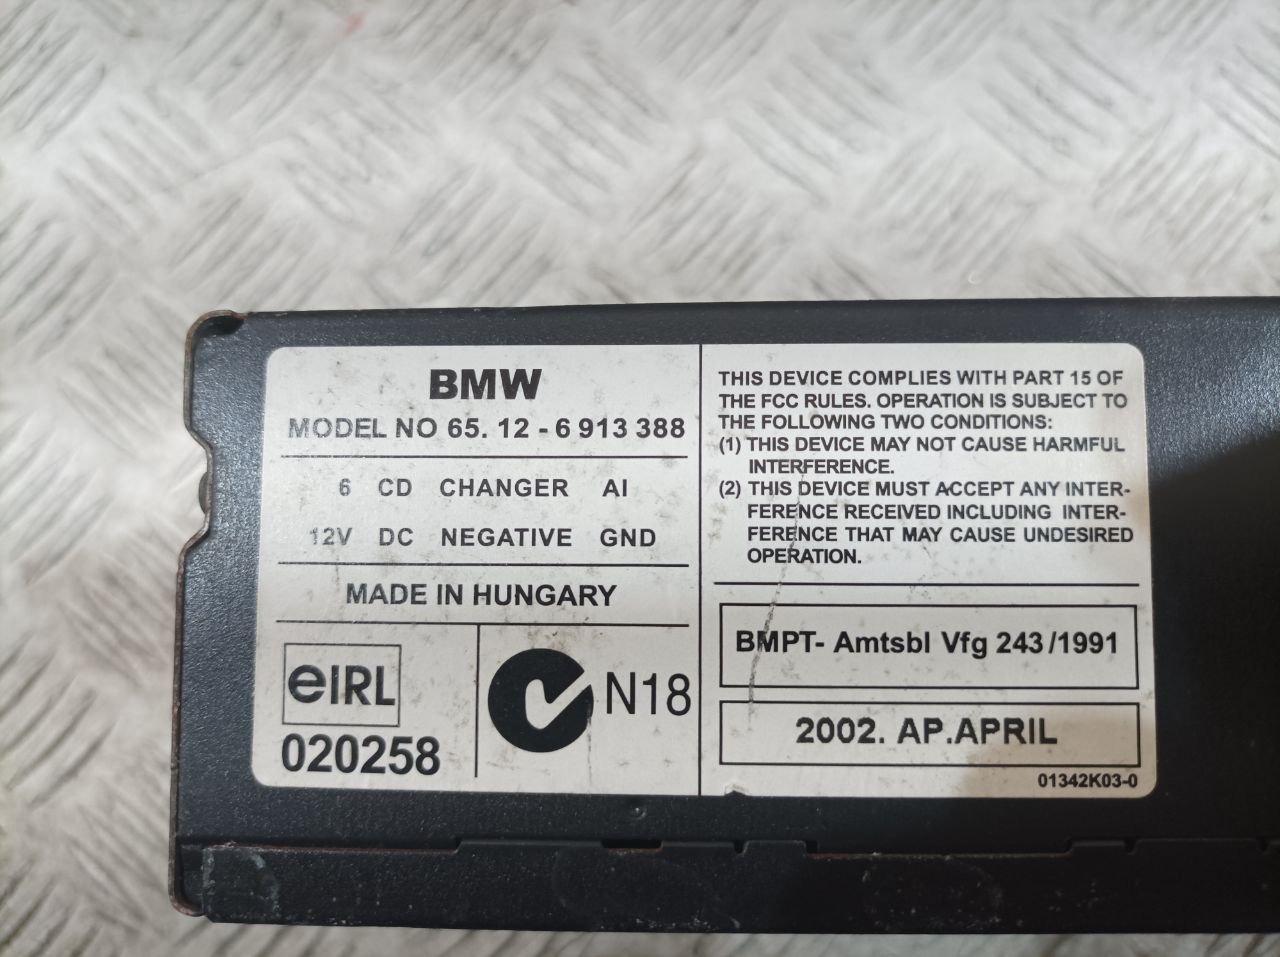 BMW
MODEL NO 65. 12 - 6 913 388
6 CD CHANGER AI
12V DC NEGATIVE GND
MADE IN HUNGARY
eIRL
020258
N18
THIS DEVICE COMPLIES WITH PART 15 OF
THE FCC RULES. OPERATION IS SUBJECT TO
THE FOLLOWING TWO CONDITIONS:
(1) THIS DEVICE MAY NOT CAUSE HARMFUL
INTERFERENCE.
(2) THIS DEVICE MUST ACCEPT ANY INTER-
FERENCE RECEIVED INCLUDING INTER-
FERENCE THAT MAY CAUSE UNDESIRED
OPERATION.
BMPT- Amtsbl Vfg 243/1991
2002. AP.APRIL
01342K03-0